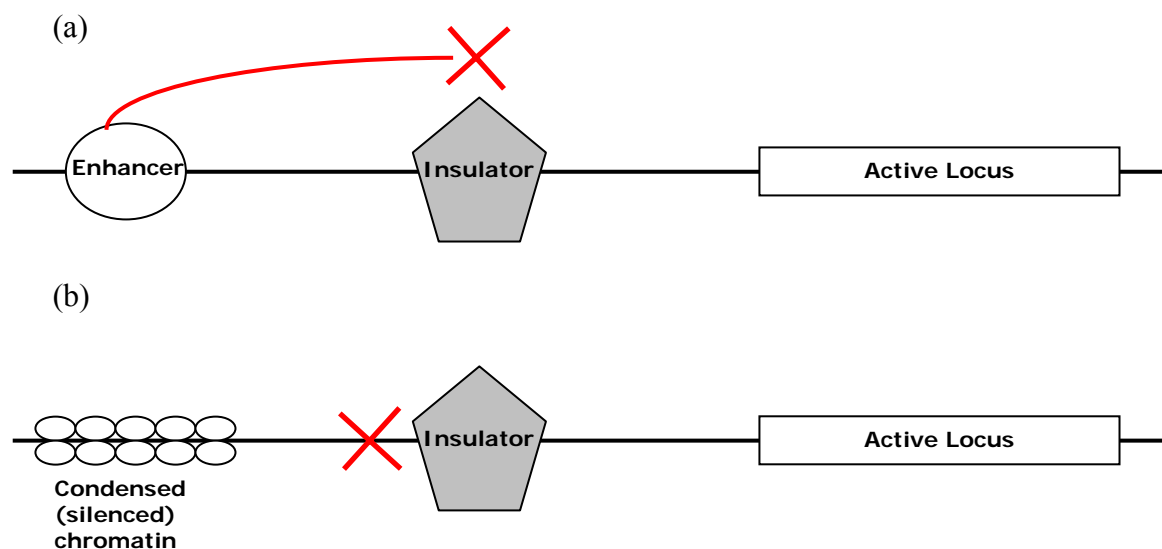 (a)
Enhancer
Insulator
Active Locus
(b)
Insulator
Active Locus
Condensed
(silenced)
chromatin